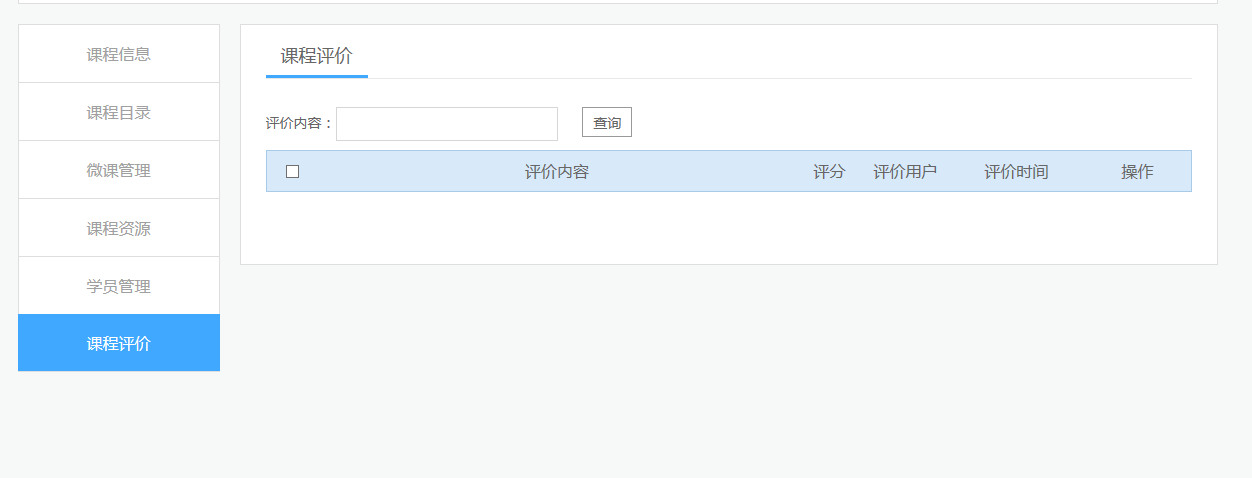 课程信息
课程目录
微课管理
课程资源
学员管理
课程评价
课程评价
评价内容： 查询
评价内容 评分 评价用户 评价时间 操作